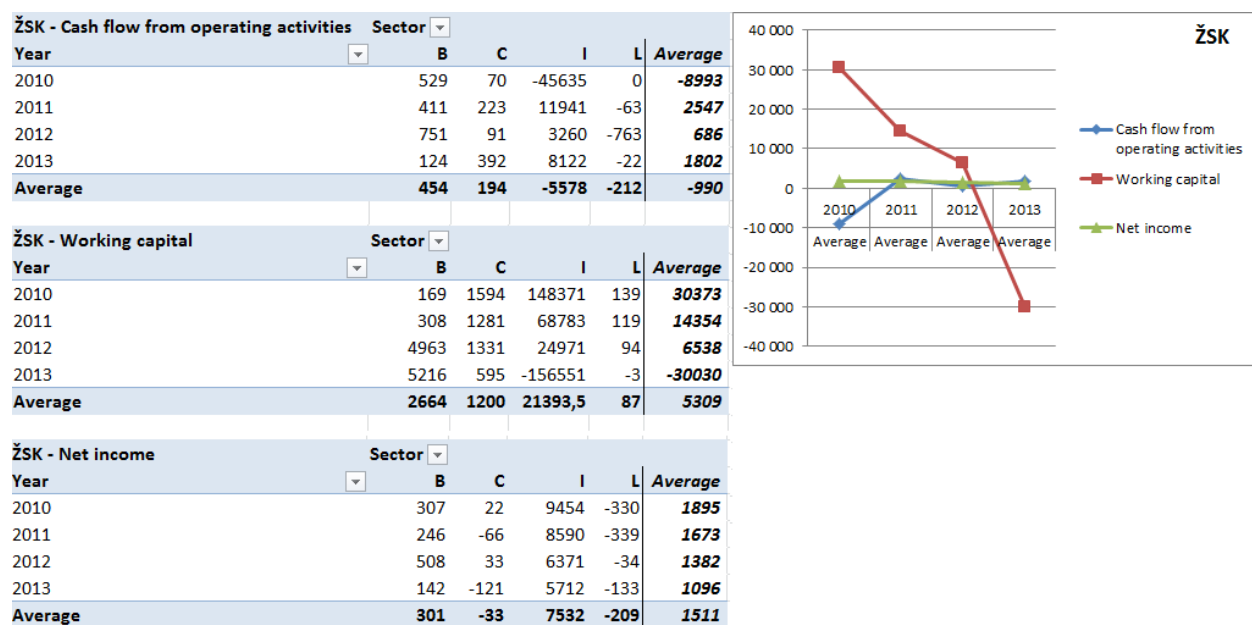 ŽSK - Cash flow from operating activities Sector
Year B C I L Average
2010 529 70 -45635 0 -8993
2011 411 223 11941 -63 2547
2012 751 91 3260 -763 686
2013 124 392 8122 -22 1802
Average 454 194 -5578 -212 -990
ŽSK - Working capital Sector
Year B C I L Average
2010 169 1594 148371 139 30373
2011 308 1281 68783 119 14354
2012 4963 1331 24971 94 6538
2013 5216 595 -156551 -3 -30030
Average 2664 1200 21393,5 87 5309
ŽSK - Net income Sector
Year B C I L Average
2010 307 22 9454 -330 1895
2011 246 -66 8590 -339 1673
2012 508 33 6371 -34 1382
2013 142 -121 5712 -133 1096
Average 301 -33 7532 -209 1511
ŽSK
40 000
30 000
20 000
10 000
0
-10 000
-20 000
-30 000
-40 000
2010 2011 2012 2013
Average Average Average Average
Cash flow from
operating activities
Working capital
Net income